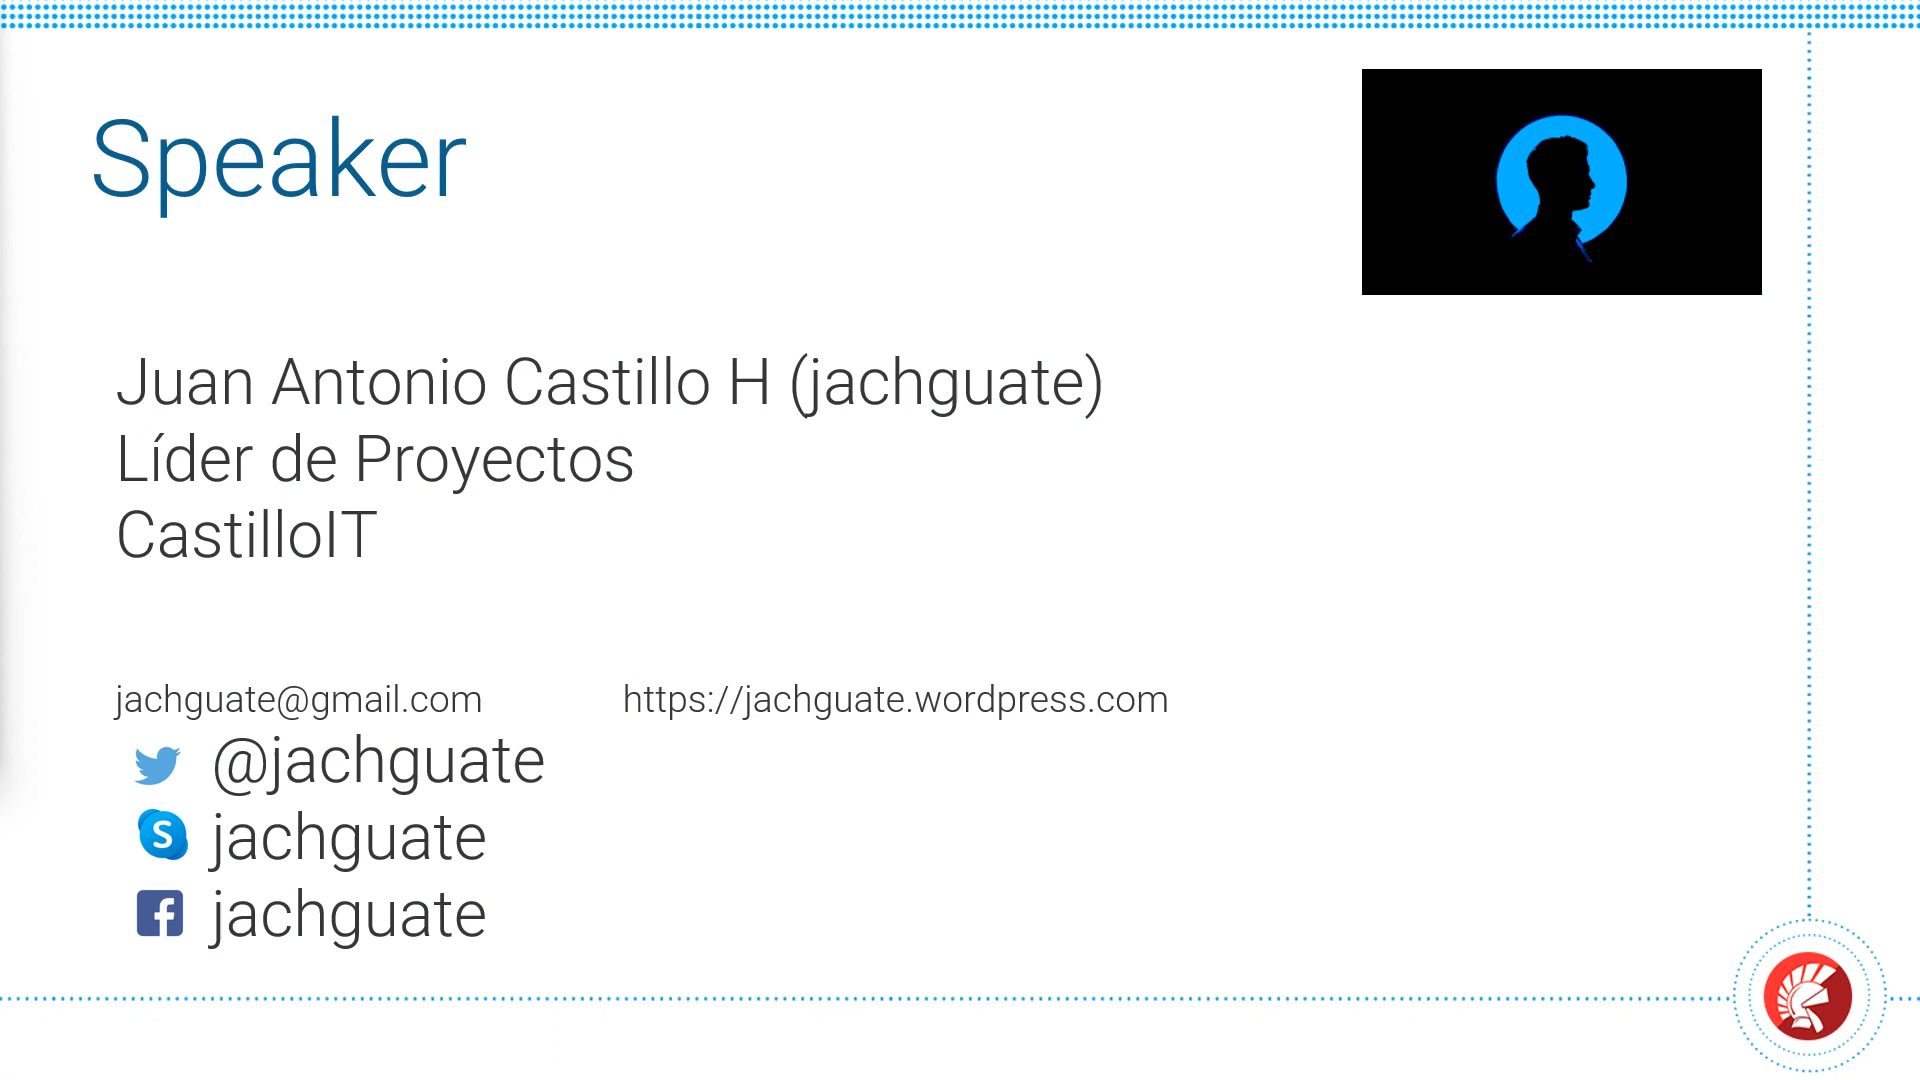 Speaker
Juan Antonio Castillo H (jachguate)
Líder de Proyectos
CastilloIT
jachguate@gmail.com https://jachguate.wordpress.com
@jachguate
jachguate
jachguate